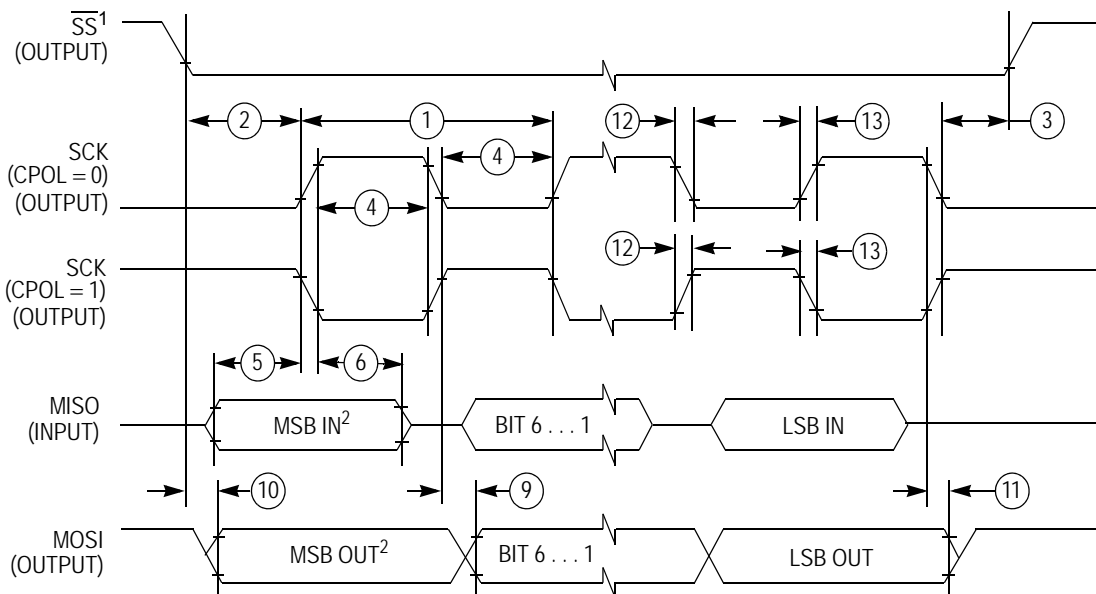 SS¹
(OUTPUT)
2
1
12
13
3
SCK
(CPOL = 0)
(OUTPUT)
4
4
12
13
SCK
(CPOL = 1)
(OUTPUT)
5
6
MISO
(INPUT)
MSB IN²
BIT 6 . . . 1
LSB IN
10
9
11
MOSI
(OUTPUT)
MSB OUT²
BIT 6 . . . 1
LSB OUT